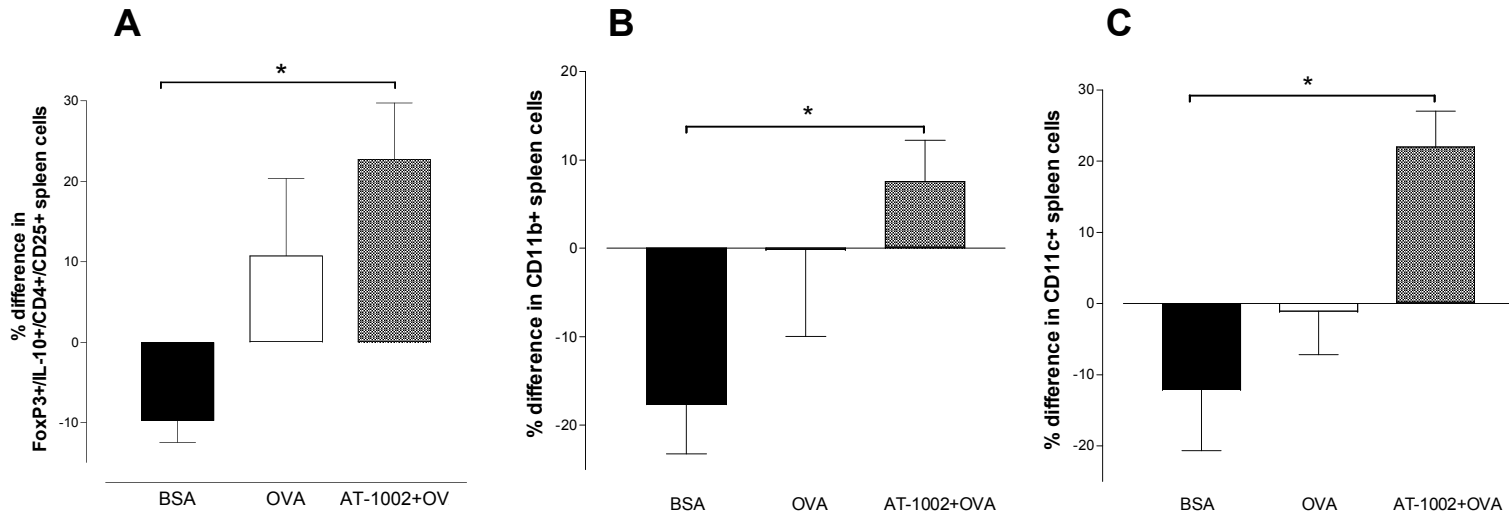 A
% difference in
FoxP3+/IL-10+/CD4+/CD25+ spleen cells
30
20
10
0
-10
*
BSA OVA AT-1002+OV
B
% difference in CD11b+ spleen cells
20
10
0
-10
-20
*
BSA OVA AT-1002+OVA
C
% difference in CD11c+ spleen cells
30
20
10
0
-10
-20
*
BSA OVA AT-1002+OVA